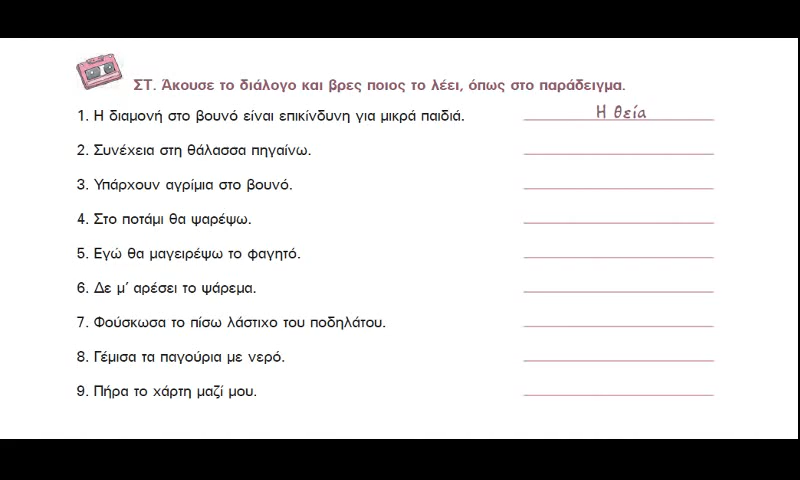 ΣΤ. Άκουσε το διάλογο και βρες ποιος το λέει, όπως στο παράδειγμα.
1. Η διαμονή στο βουνό είναι επικίνδυνη για μικρά παιδιά. Η θεία
2. Συνέχεια στη θάλασσα πηγαίνω.
3. Υπάρχουν αγρίμια στο βουνό.
4. Στο ποτάμι θα ψαρέψω.
5. Εγώ θα μαγειρέψω το φαγητό.
6. Δε μ΄ αρέσει το ψάρεμα.
7. Φούσκωσα το πίσω λάστιχο του ποδηλάτου.
8. Γέμισα τα παγούρια με νερό.
9. Πήρα το χάρτη μαζί μου.